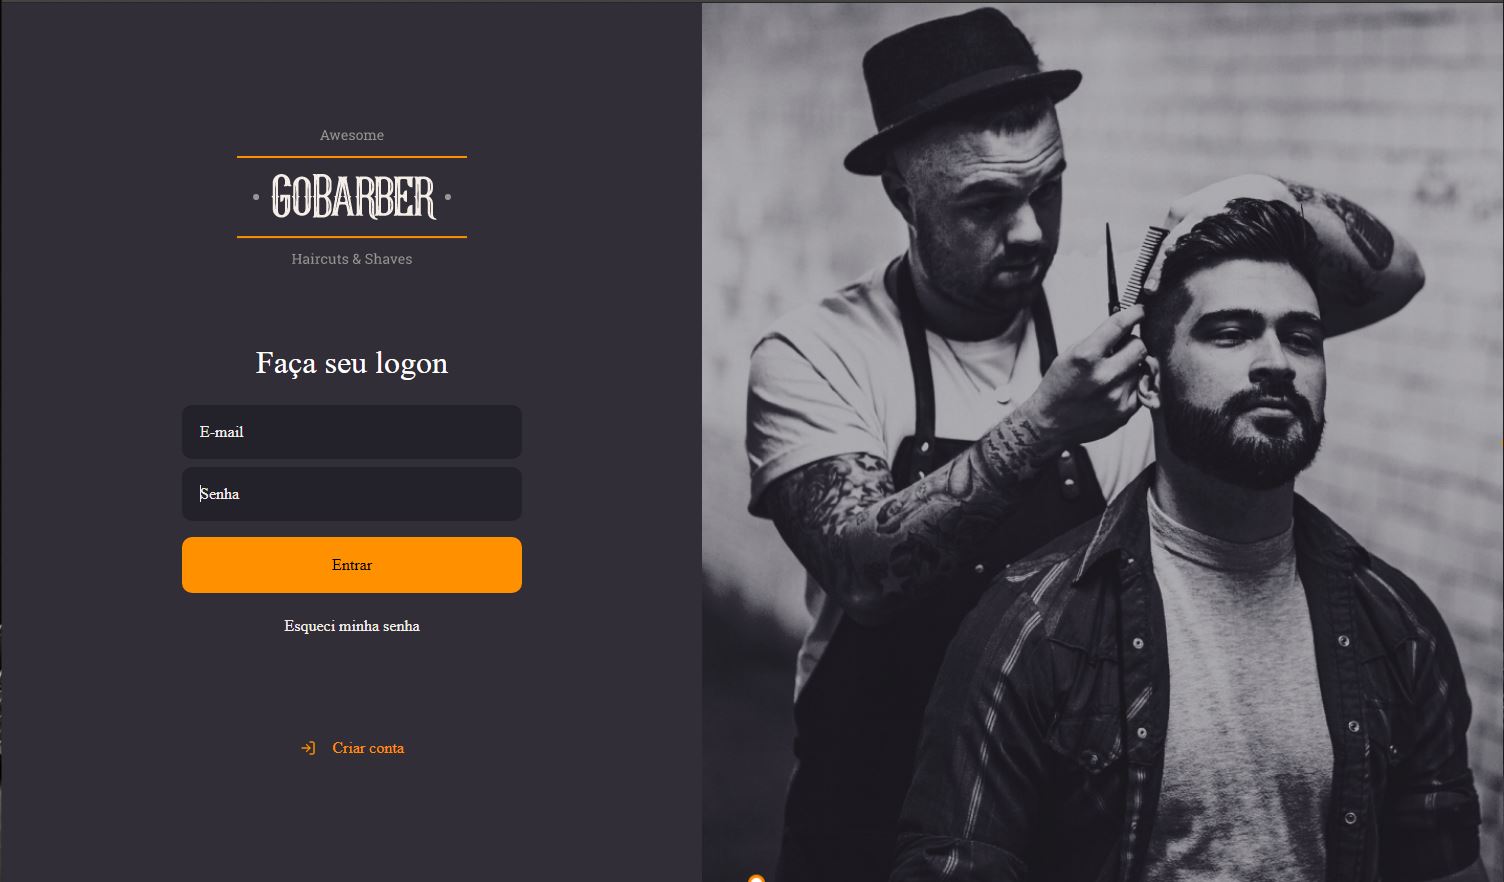 Awesome
GOBARBER
Haircuts & Shaves
Faça seu logon
E-mail
Senha
Entrar
Esqueci minha senha
Criar conta